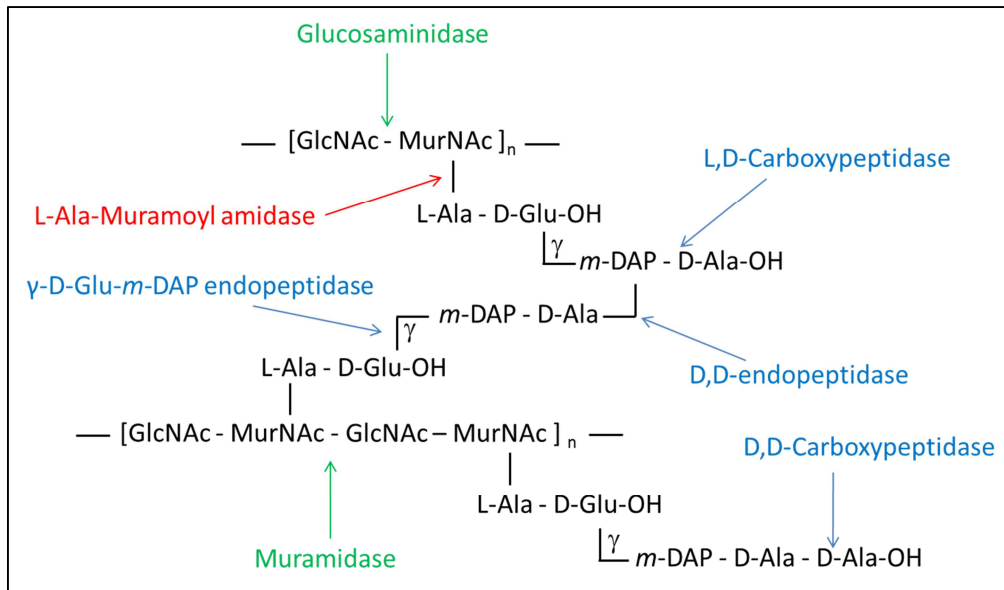 Glucosaminidase
— [GlcNAc - MurNAc ]n —
L,D-Carboxypeptidase
L-Ala-Muramoyl amidase
L-Ala - D-Glu-OH
γ
m-DAP - D-Ala-OH
γ-D-Glu-m-DAP endopeptidase
m-DAP - D-Ala
γ
L-Ala - D-Glu-OH
D,D-endopeptidase
— [GlcNAc - MurNAc - GlcNAc – MurNAc ]n —
D,D-Carboxypeptidase
L-Ala - D-Glu-OH
γ
Muramidase
m-DAP - D-Ala - D-Ala-OH